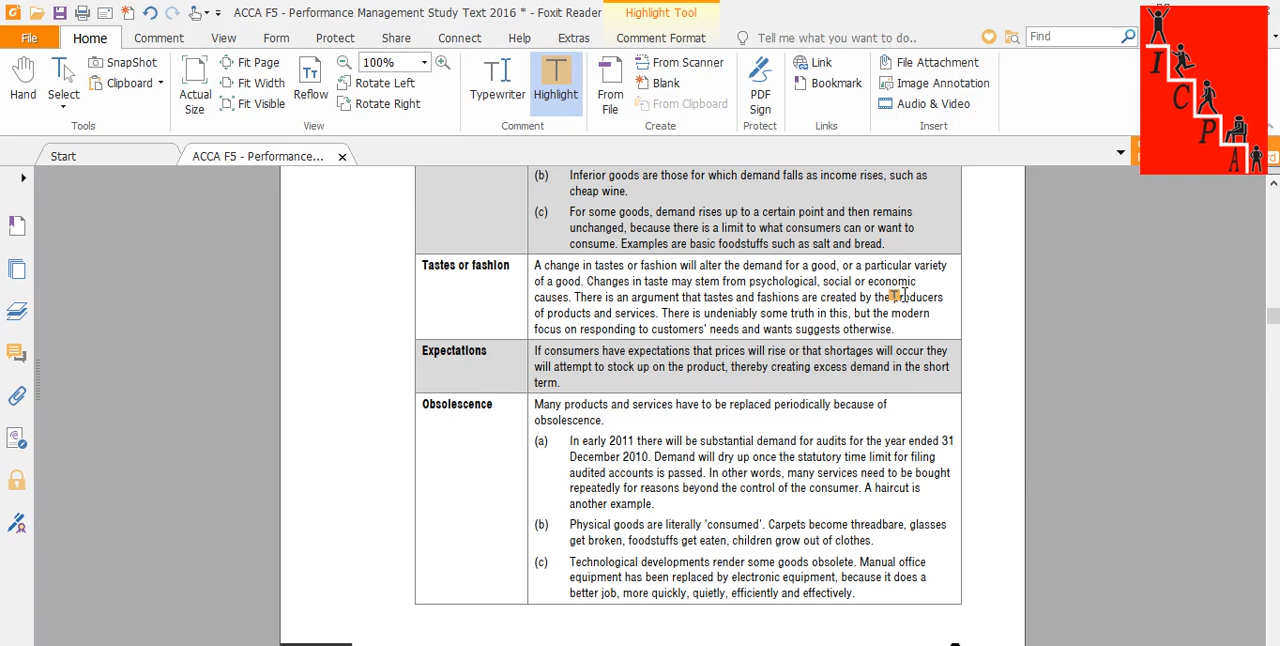 ACCA F5 - Performance Management Study Text 2016 * - Foxit Reader
Highlight Tool
File
Home
Comment
View
Form
Protect
Share
Connect
Help
Extras
Comment Format
Tell me what you want to do..
Find
Hand
Select
SnapShot
Clipboard
Tools
Actual
Size
Fit Page
Fit Width
Fit Visible
Reflow
100%
Rotate Left
Rotate Right
View
Typewriter
Highlight
Comment
From
File
From Scanner
Blank
From Clipboard
Create
PDF
Sign
Protect
Link
Bookmark
Links
File Attachment
Image Annotation
Audio & Video
Insert
I
C
P
A
Start
ACCA F5 - Performance...
(b) Inferior goods are those for which demand falls as income rises, such as
cheap wine.
(c) For some goods, demand rises up to a certain point and then remains
unchanged, because there is a limit to what consumers can or want to
consume. Examples are basic foodstuffs such as salt and bread.
Tastes or fashion
A change in tastes or fashion will alter the demand for a good, or a particular variety
of a good. Changes in taste may stem from psychological, social or economic
causes. There is an argument that tastes and fashions are created by the producers
of products and services. There is undeniably some truth in this, but the modern
focus on responding to customers' needs and wants suggests otherwise.
Expectations
If consumers have expectations that prices will rise or that shortages will occur they
will attempt to stock up on the product, thereby creating excess demand in the short
term.
Obsolescence
Many products and services have to be replaced periodically because of
obsolescence.
(a) In early 2011 there will be substantial demand for audits for the year ended 31
December 2010. Demand will dry up once the statutory time limit for filing
audited accounts is passed. In other words, many services need to be bought
repeatedly for reasons beyond the control of the consumer. A haircut is
another example.
(b) Physical goods are literally 'consumed'. Carpets become threadbare, glasses
get broken, foodstuffs get eaten, children grow out of clothes.
(c) Technological developments render some goods obsolete. Manual office
equipment has been replaced by electronic equipment, because it does a
better job, more quickly, quietly, efficiently and effectively.